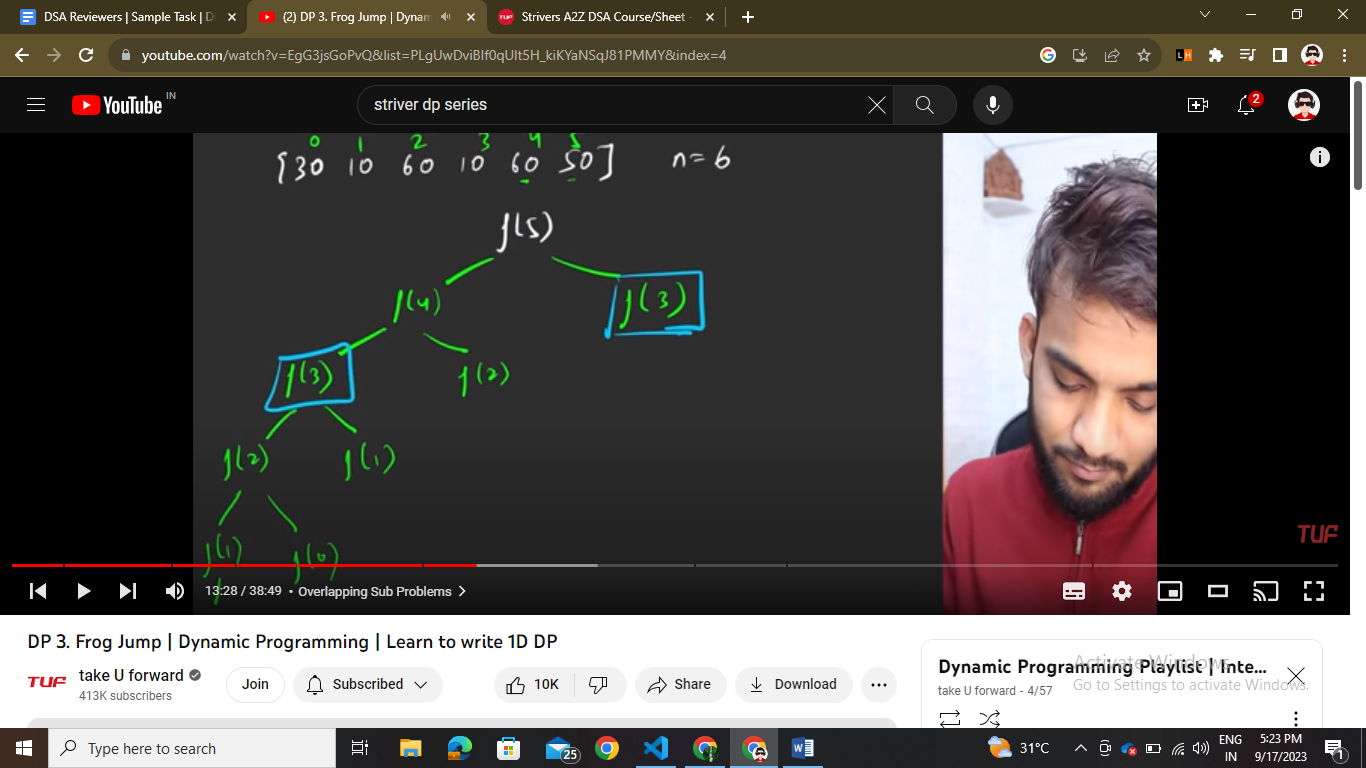 DSA Reviewers | Sample Task | D
(2) DP 3. Frog Jump | Dynam
Strivers A2Z DSA Course/Sheet -
youtube.com/watch?v=EgG3jsGoPvQ&list=PLgUwDviBIf0qUlt5H_kiKYaNSqJ81PMMY&index=4
YouTube IN
striver dp series
2
0 1 2 3 4 5
[30 10 60 10 60 50] n=6
f(5)
f(4) f(3)
f(3) f(2)
f(2) f(1)
f(1) f(0)
TUF
13:28 / 38:49 • Overlapping Sub Problems
DP 3. Frog Jump | Dynamic Programming | Learn to write 1D DP
TUF
take U forward
413K subscribers
Join
Subscribed
10K
Share
Download
Dynamic Programming Playlist | Inte...
take U forward - 4/57
Activate Windows
Go to Settings to activate Windows.
Type here to search
25
31°C
ENG
IN
5:23 PM
9/17/2023
1